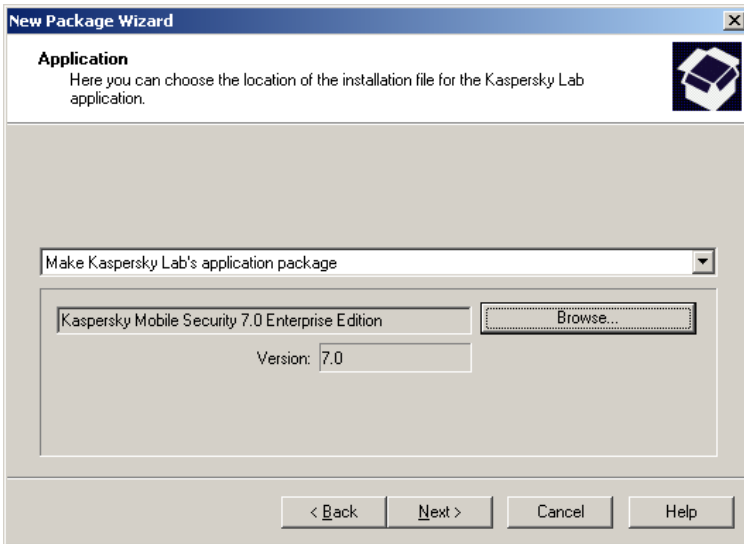 New Package Wizard
Application
Here you can choose the location of the installation file for the Kaspersky Lab
application.
Make Kaspersky Lab's application package
Kaspersky Mobile Security 7.0 Enterprise Edition
Browse...
Version: 7.0
< Back
Next >
Cancel
Help